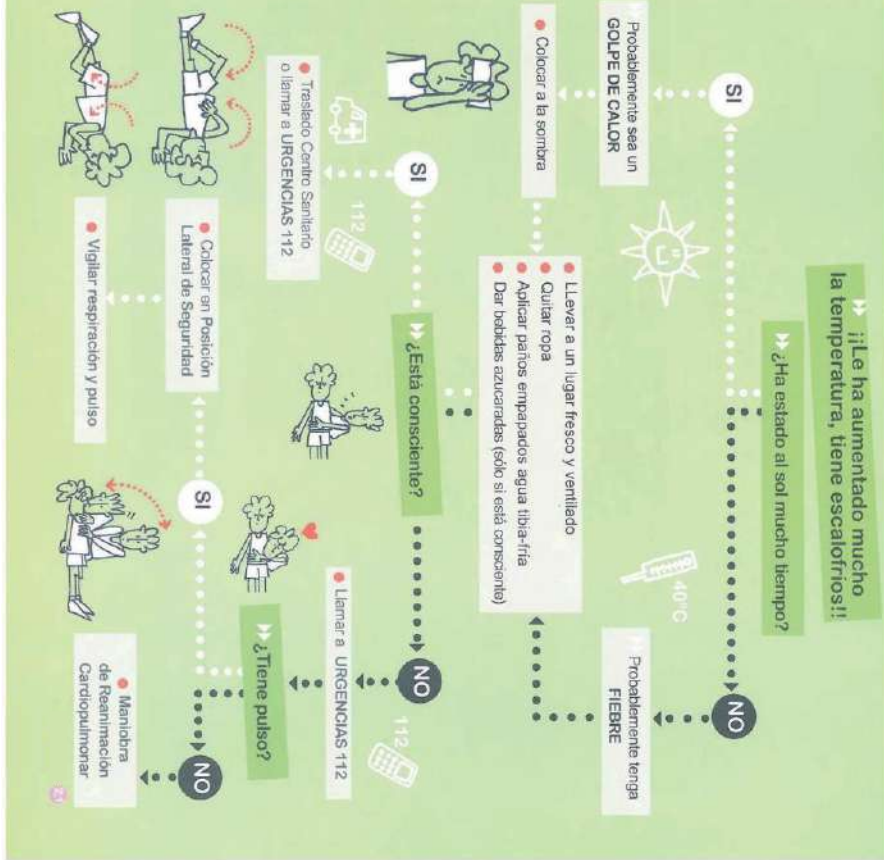 ¡¡Le ha aumentado mucho
la temperatura, tiene escalofríos!!
¿Ha estado al sol mucho tiempo?
SI
NO
Probablemente sea un
GOLPE DE CALOR
40°C
Probablemente tenga
FIEBRE
● Colocar a la sombra
● LLevar a un lugar fresco y ventilado
● Quitar ropa
● Aplicar paños empapados agua tibia-fría
● Dar bebidas azucaradas (sólo si está consciente)
¿Está consciente?
SI
NO
112
● Traslado Centro Sanitario
o llamar a URGENCIAS 112
112
● Llamar a URGENCIAS 112
¿Tiene pulso?
SI
NO
● Colocar en Posición
Lateral de Seguridad
● Vigilar respiración y pulso
● Maniobra
de Reanimación
Cardiopulmonar
21